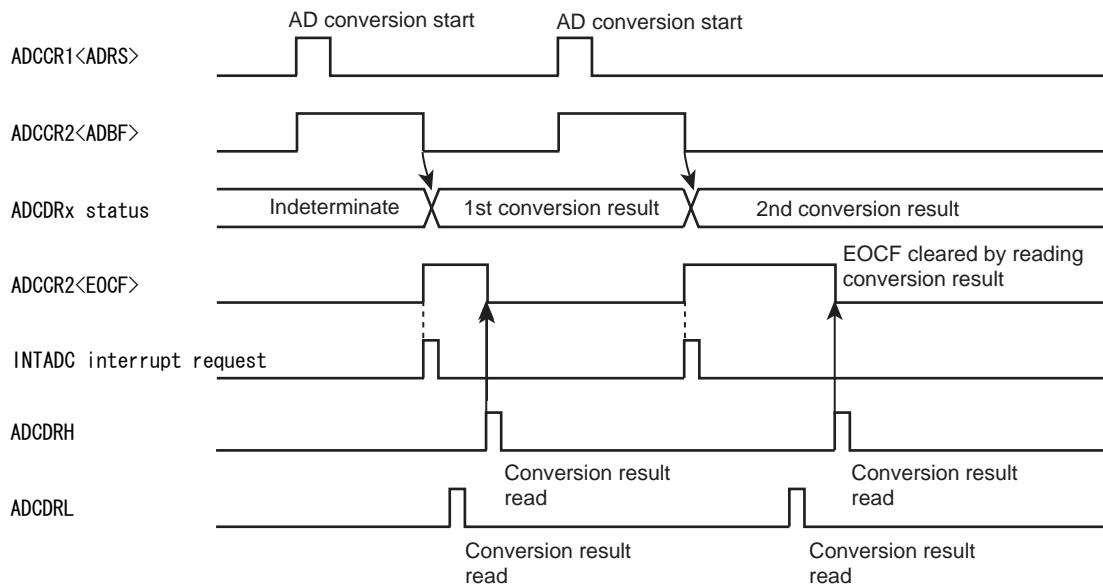 AD conversion start
AD conversion start
ADCCR1<ADRS>
ADCCR2<ADBF>
ADCDRx status
Indeterminate
1st conversion result
2nd conversion result
EOCF cleared by reading
conversion result
ADCCR2<EOCF>
INTADC interrupt request
ADCDRH
Conversion result
read
Conversion result
read
ADCDRL
Conversion result
read
Conversion result
read